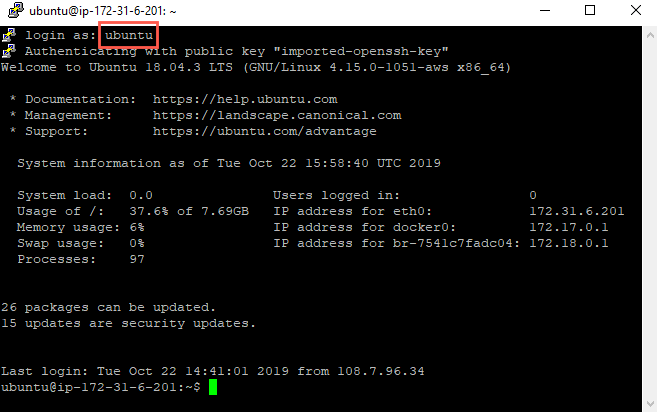 ubuntu@ip-172-31-6-201: ~
login as: ubuntu
Authenticating with public key "imported-openssh-key"
Welcome to Ubuntu 18.04.3 LTS (GNU/Linux 4.15.0-1051-aws x86_64)
* Documentation:  https://help.ubuntu.com
* Management:     https://landscape.canonical.com
* Support:        https://ubuntu.com/advantage
System information as of Tue Oct 22 15:58:40 UTC 2019
System load:  0.0                Users logged in:                0
Usage of /:   37.6% of 7.69GB   IP address for eth0:            172.31.6.201
Memory usage: 6%                IP address for docker0:         172.17.0.1
Swap usage:   0%                IP address for br-7541c7fadc04: 172.18.0.1
Processes:    97
26 packages can be updated.
15 updates are security updates.
Last login: Tue Oct 22 14:41:01 2019 from 108.7.96.34
ubuntu@ip-172-31-6-201:~$